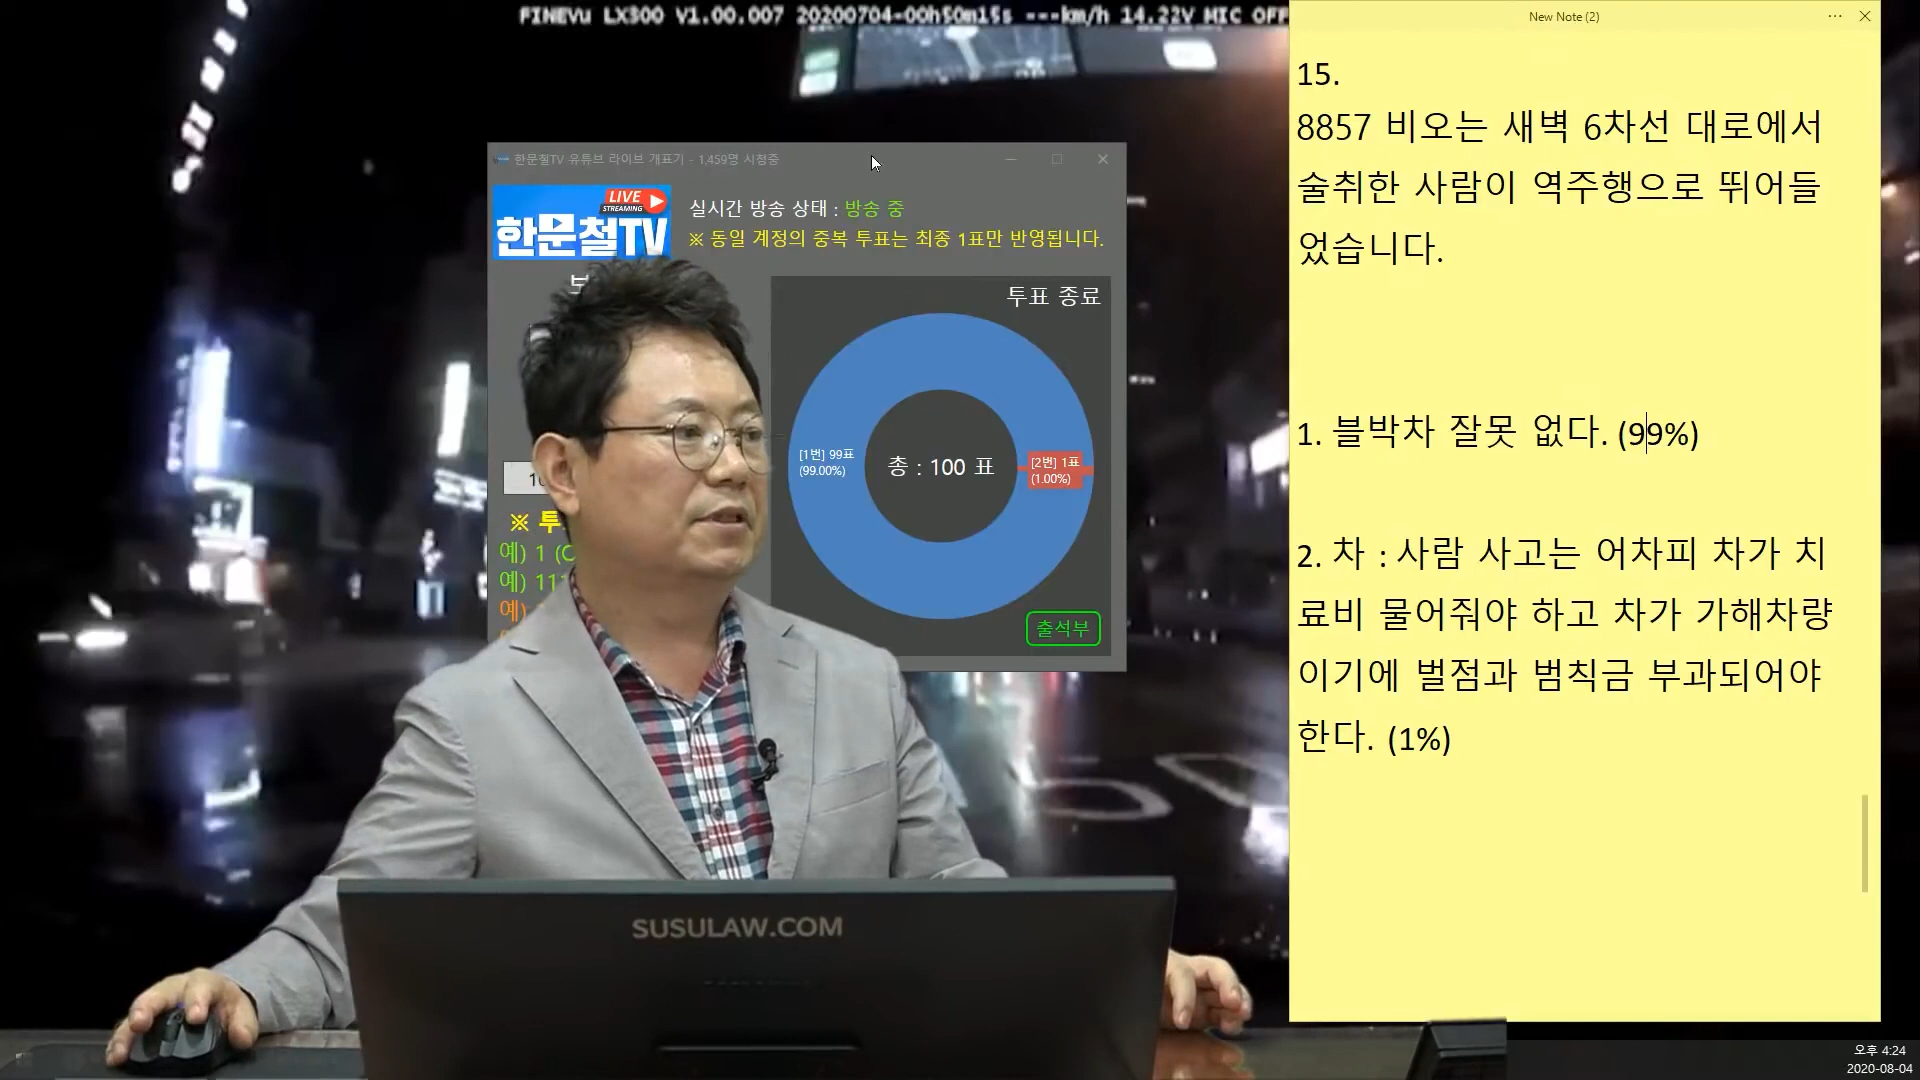 FINEVu LX300 V1.00.007 20200704-00h50m15s ---km/h 14.22V MIC OFF
New Note (2)
15.
8857 비오는 새벽 6차선 대로에서
술취한 사람이 역주행으로 뛰어들
었습니다.
1. 블박차 잘못 없다. (99%)
2. 차 : 사람 사고는 어차피 차가 치
료비 물어줘야 하고 차가 가해차량
이기에 벌점과 범칙금 부과되어야
한다. (1%)
한문철TV 유튜브 라이브 개표기 - 1,459명 시청중
LIVE
STREAMING
한문철TV
실시간 방송 상태 : 방송 중
※ 동일 계정의 중복 투표는 최종 1표만 반영됩니다.
투표 종료
[1번] 99표
(99.00%)
총 : 100 표
[2번] 1표
(1.00%)
※ 투
예) 1 (
예) 11
예)
출석부
SUSULAW.COM
오후 4:24
2020-08-04